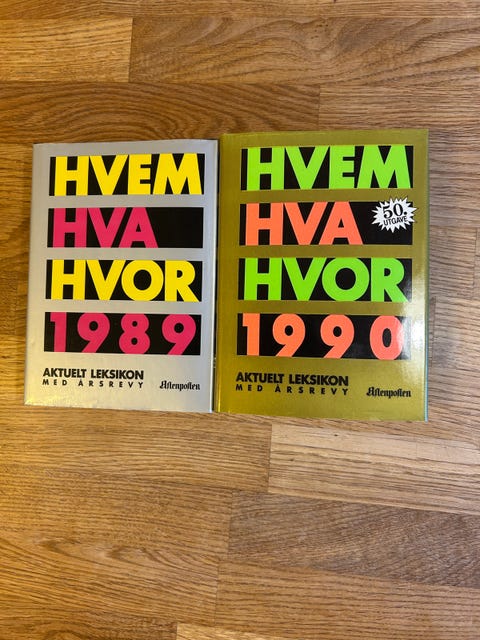 HVEM
HVA
HVOR
1989
AKTUELT LEKSIKON
MED ÅRSREVY
Aftenposten
HVEM
HVA
50.
UTGAVE
HVOR
1990
AKTUELT LEKSIKON
MED ÅRSREVY
Aftenposten